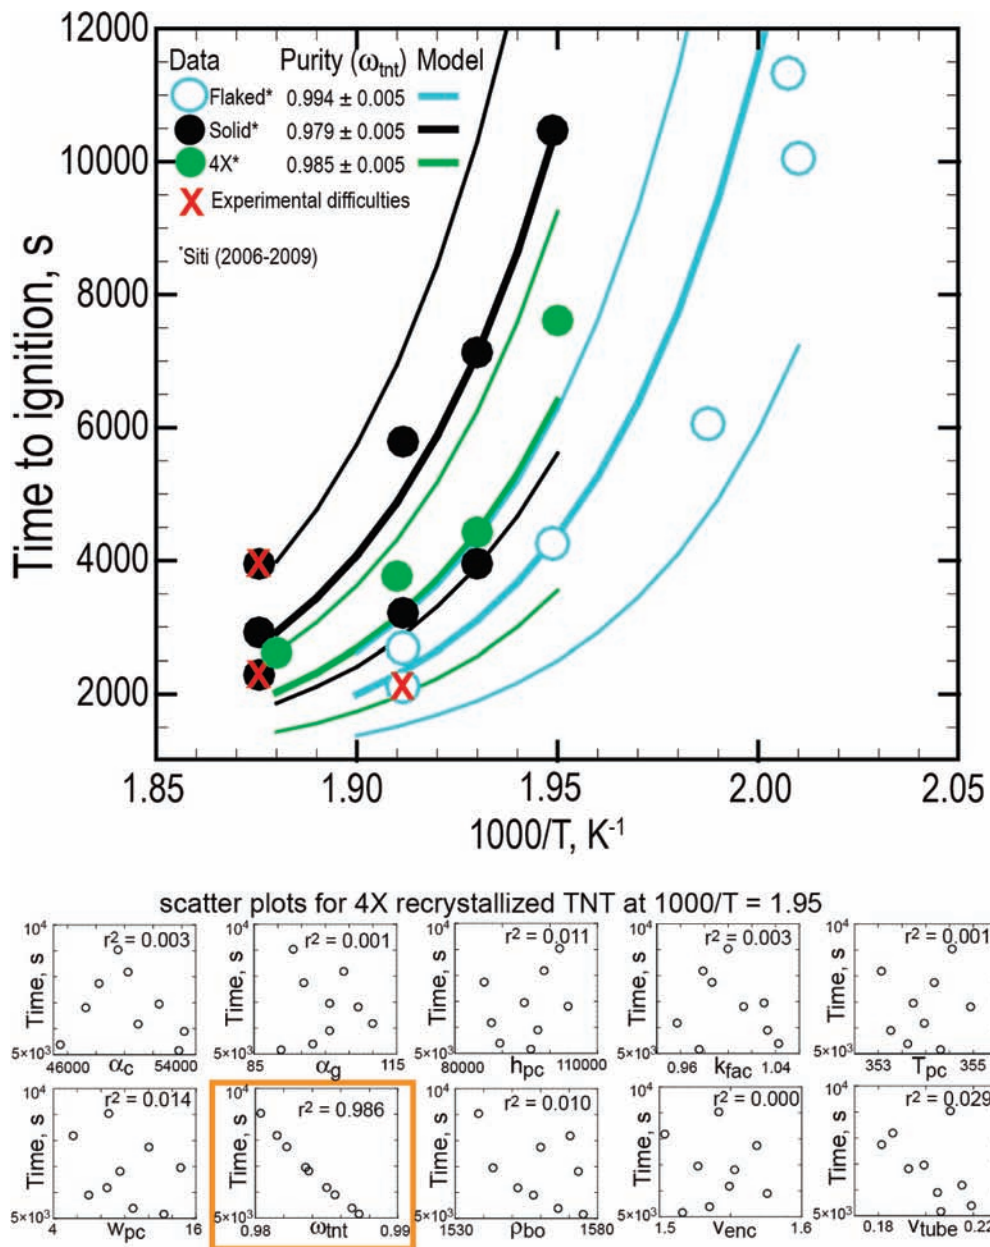 12000
10000
8000
6000
4000
2000
Time to ignition, s
Data Purity (ωtnt) Model
Flaked* 0.994 ± 0.005
Solid* 0.979 ± 0.005
4X* 0.985 ± 0.005
X Experimental difficulties
*Siti (2006-2009)
1.85 1.90 1.95 2.00 2.05
1000/T, K-1
scatter plots for 4X recrystallized TNT at 1000/T = 1.95
10⁴ r² = 0.003 10⁴ r² = 0.001 10⁴ r² = 0.011 10⁴ r² = 0.003 10⁴ r² = 0.001
Time, s Time, s Time, s Time, s Time, s
5×10³ 5×10³ 5×10³ 5×10³ 5×10³
46000 αc 54000 85 αg 115 80000 hpc 100000 0.96 kfac 1.04 353 Tpc 355
10⁴ r² = 0.014 10⁴ r² = 0.986 10⁴ r² = 0.010 10⁴ r² = 0.000 10⁴ r² = 0.029
Time, s Time, s Time, s Time, s Time, s
5×10³ 5×10³ 5×10³ 5×10³ 5×10³
4 wpc 16 0.98 ωtnt 0.99 1530 ρbo 1580 1.5 venc 1.6 0.18 vtube 0.22